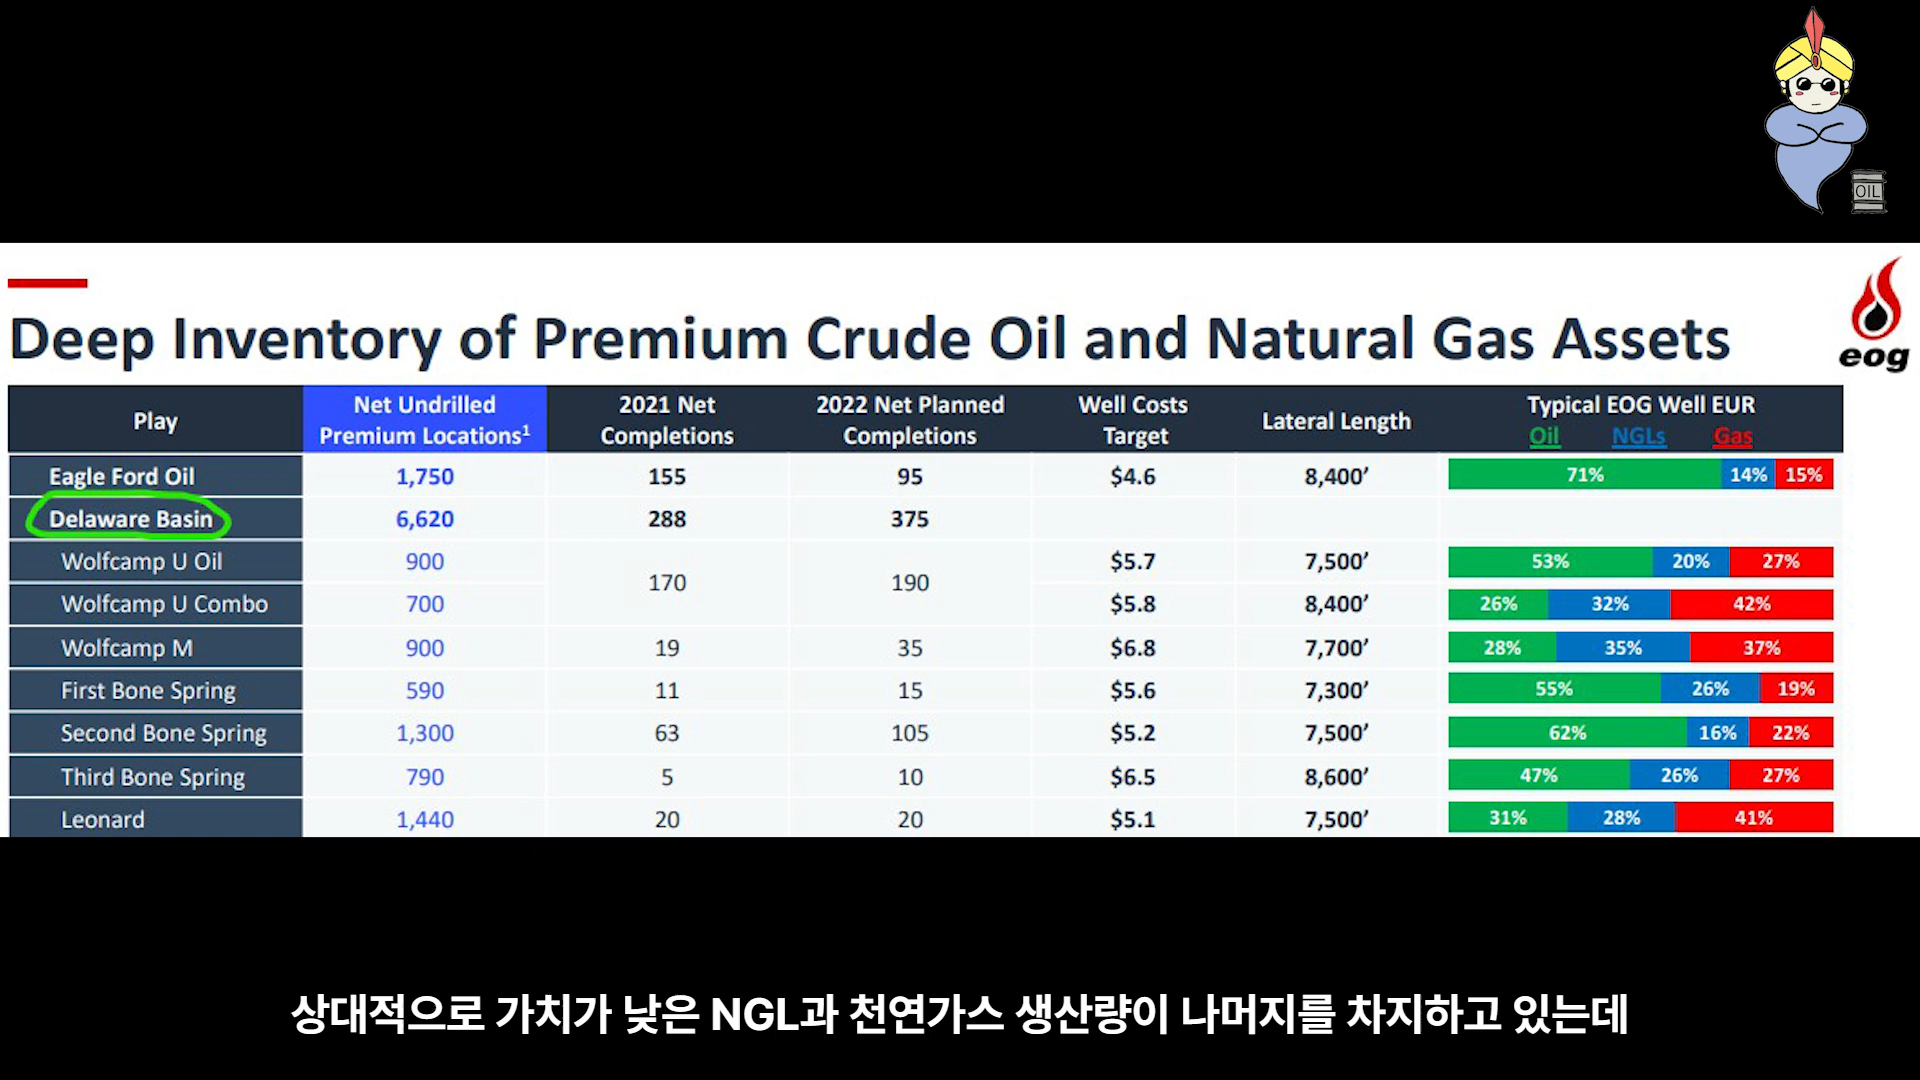 OIL
eog
Deep Inventory of Premium Crude Oil and Natural Gas Assets
Play Net Undrilled Premium Locations1 2021 Net Completions 2022 Net Planned Completions Well Costs Target Lateral Length Typical EOG Well EUR
Oil NGLs Gas
Eagle Ford Oil 1,750 155 95 $4.6 8,400’ 71% 14% 15%
Delaware Basin 6,620 288 375
Wolfcamp U Oil 900 170 190 $5.7 7,500’ 53% 20% 27%
Wolfcamp U Combo 700 $5.8 8,400’ 26% 32% 42%
Wolfcamp M 900 19 35 $6.8 7,700’ 28% 35% 37%
First Bone Spring 590 11 15 $5.6 7,300’ 55% 26% 19%
Second Bone Spring 1,300 63 105 $5.2 7,500’ 62% 16% 22%
Third Bone Spring 790 5 10 $6.5 8,600’ 47% 26% 27%
Leonard 1,440 20 20 $5.1 7,500’ 31% 28% 41%
상대적으로 가치가 낮은 NGL과 천연가스 생산량이 나머지를 차지하고 있는데